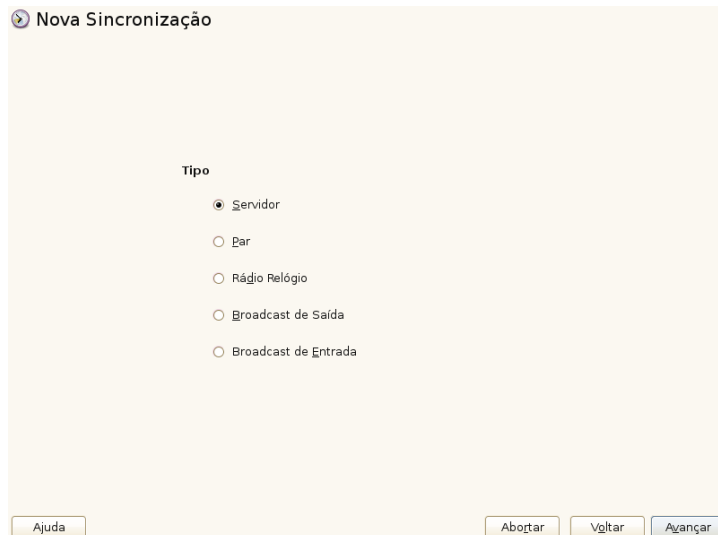 Nova Sincronização
Tipo
Servidor
Par
Rádio Relógio
Broadcast de Saída
Broadcast de Entrada
Ajuda
Abortar
Voltar
Avançar